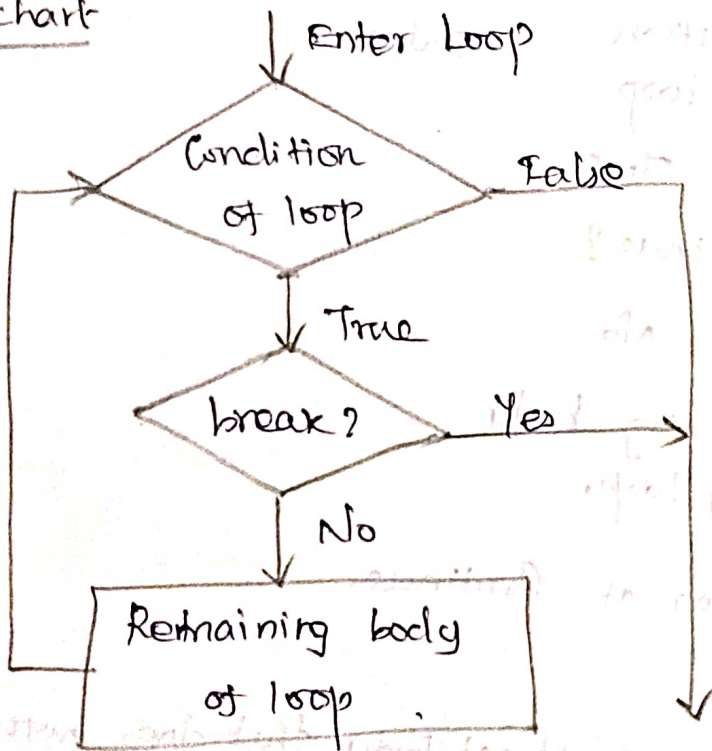 chart
Enter Loop
Condition
of loop
False
True
break?
Yes
No
Remaining body
of loop.